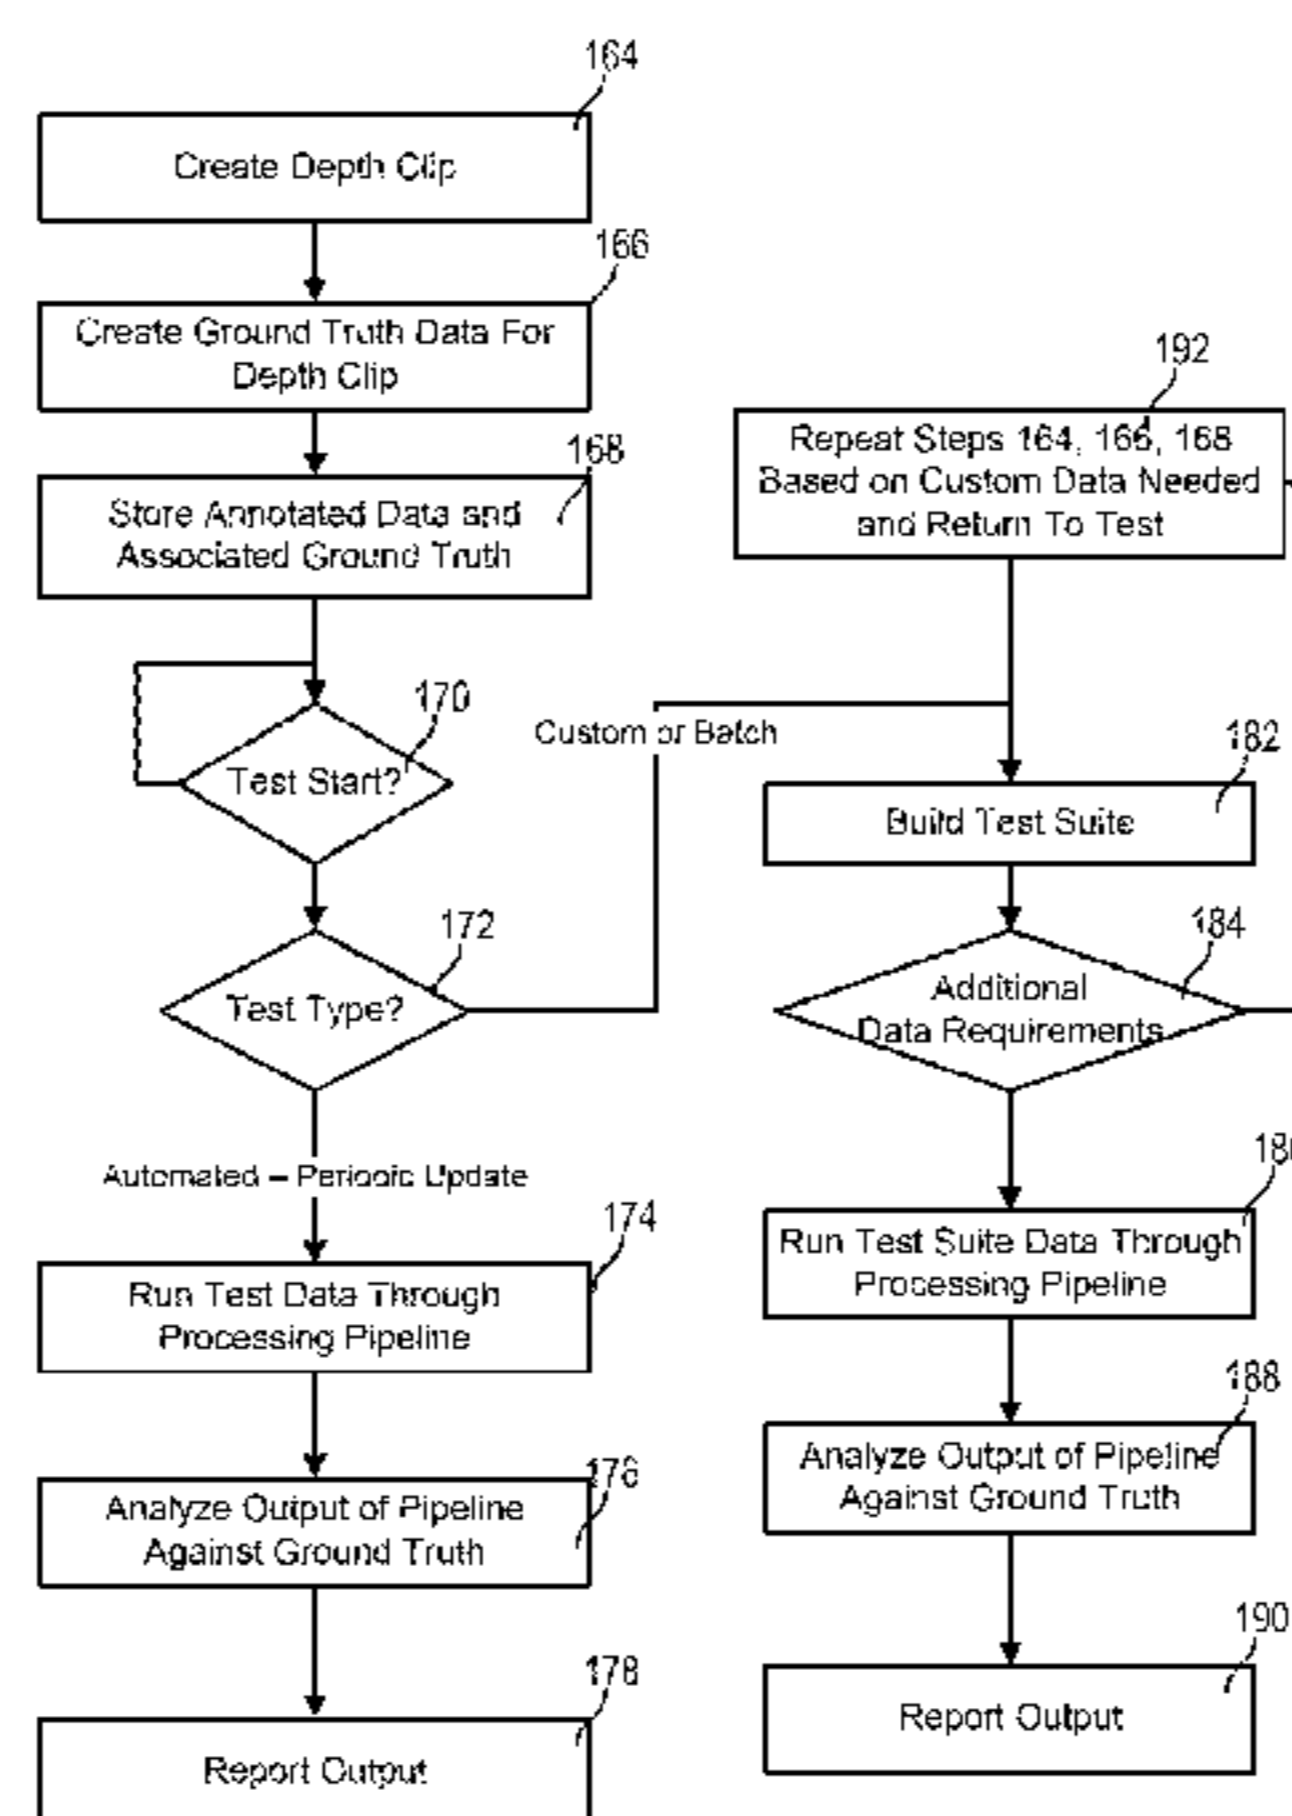 164
Create Depth Clip
166
Create Ground Truth Data For
Depth Clip
168
Store Annotated Data and
Associated Ground Truth
170
Test Start?
172
Test Type?
Automated – Periodic Update
174
Run Test Data Through
Processing Pipeline
176
Analyze Output of Pipeline
Against Ground Truth
178
Report Output
Custom or Batch
192
Repeat Steps 164, 166, 168
Based on Custom Data Needed
and Return To Test
182
Build Test Suite
184
Additional
Data Requirements
Run Test Suite Data Through
Processing Pipeline
188
Analyze Output of Pipeline
Against Ground Truth
190
Report Output